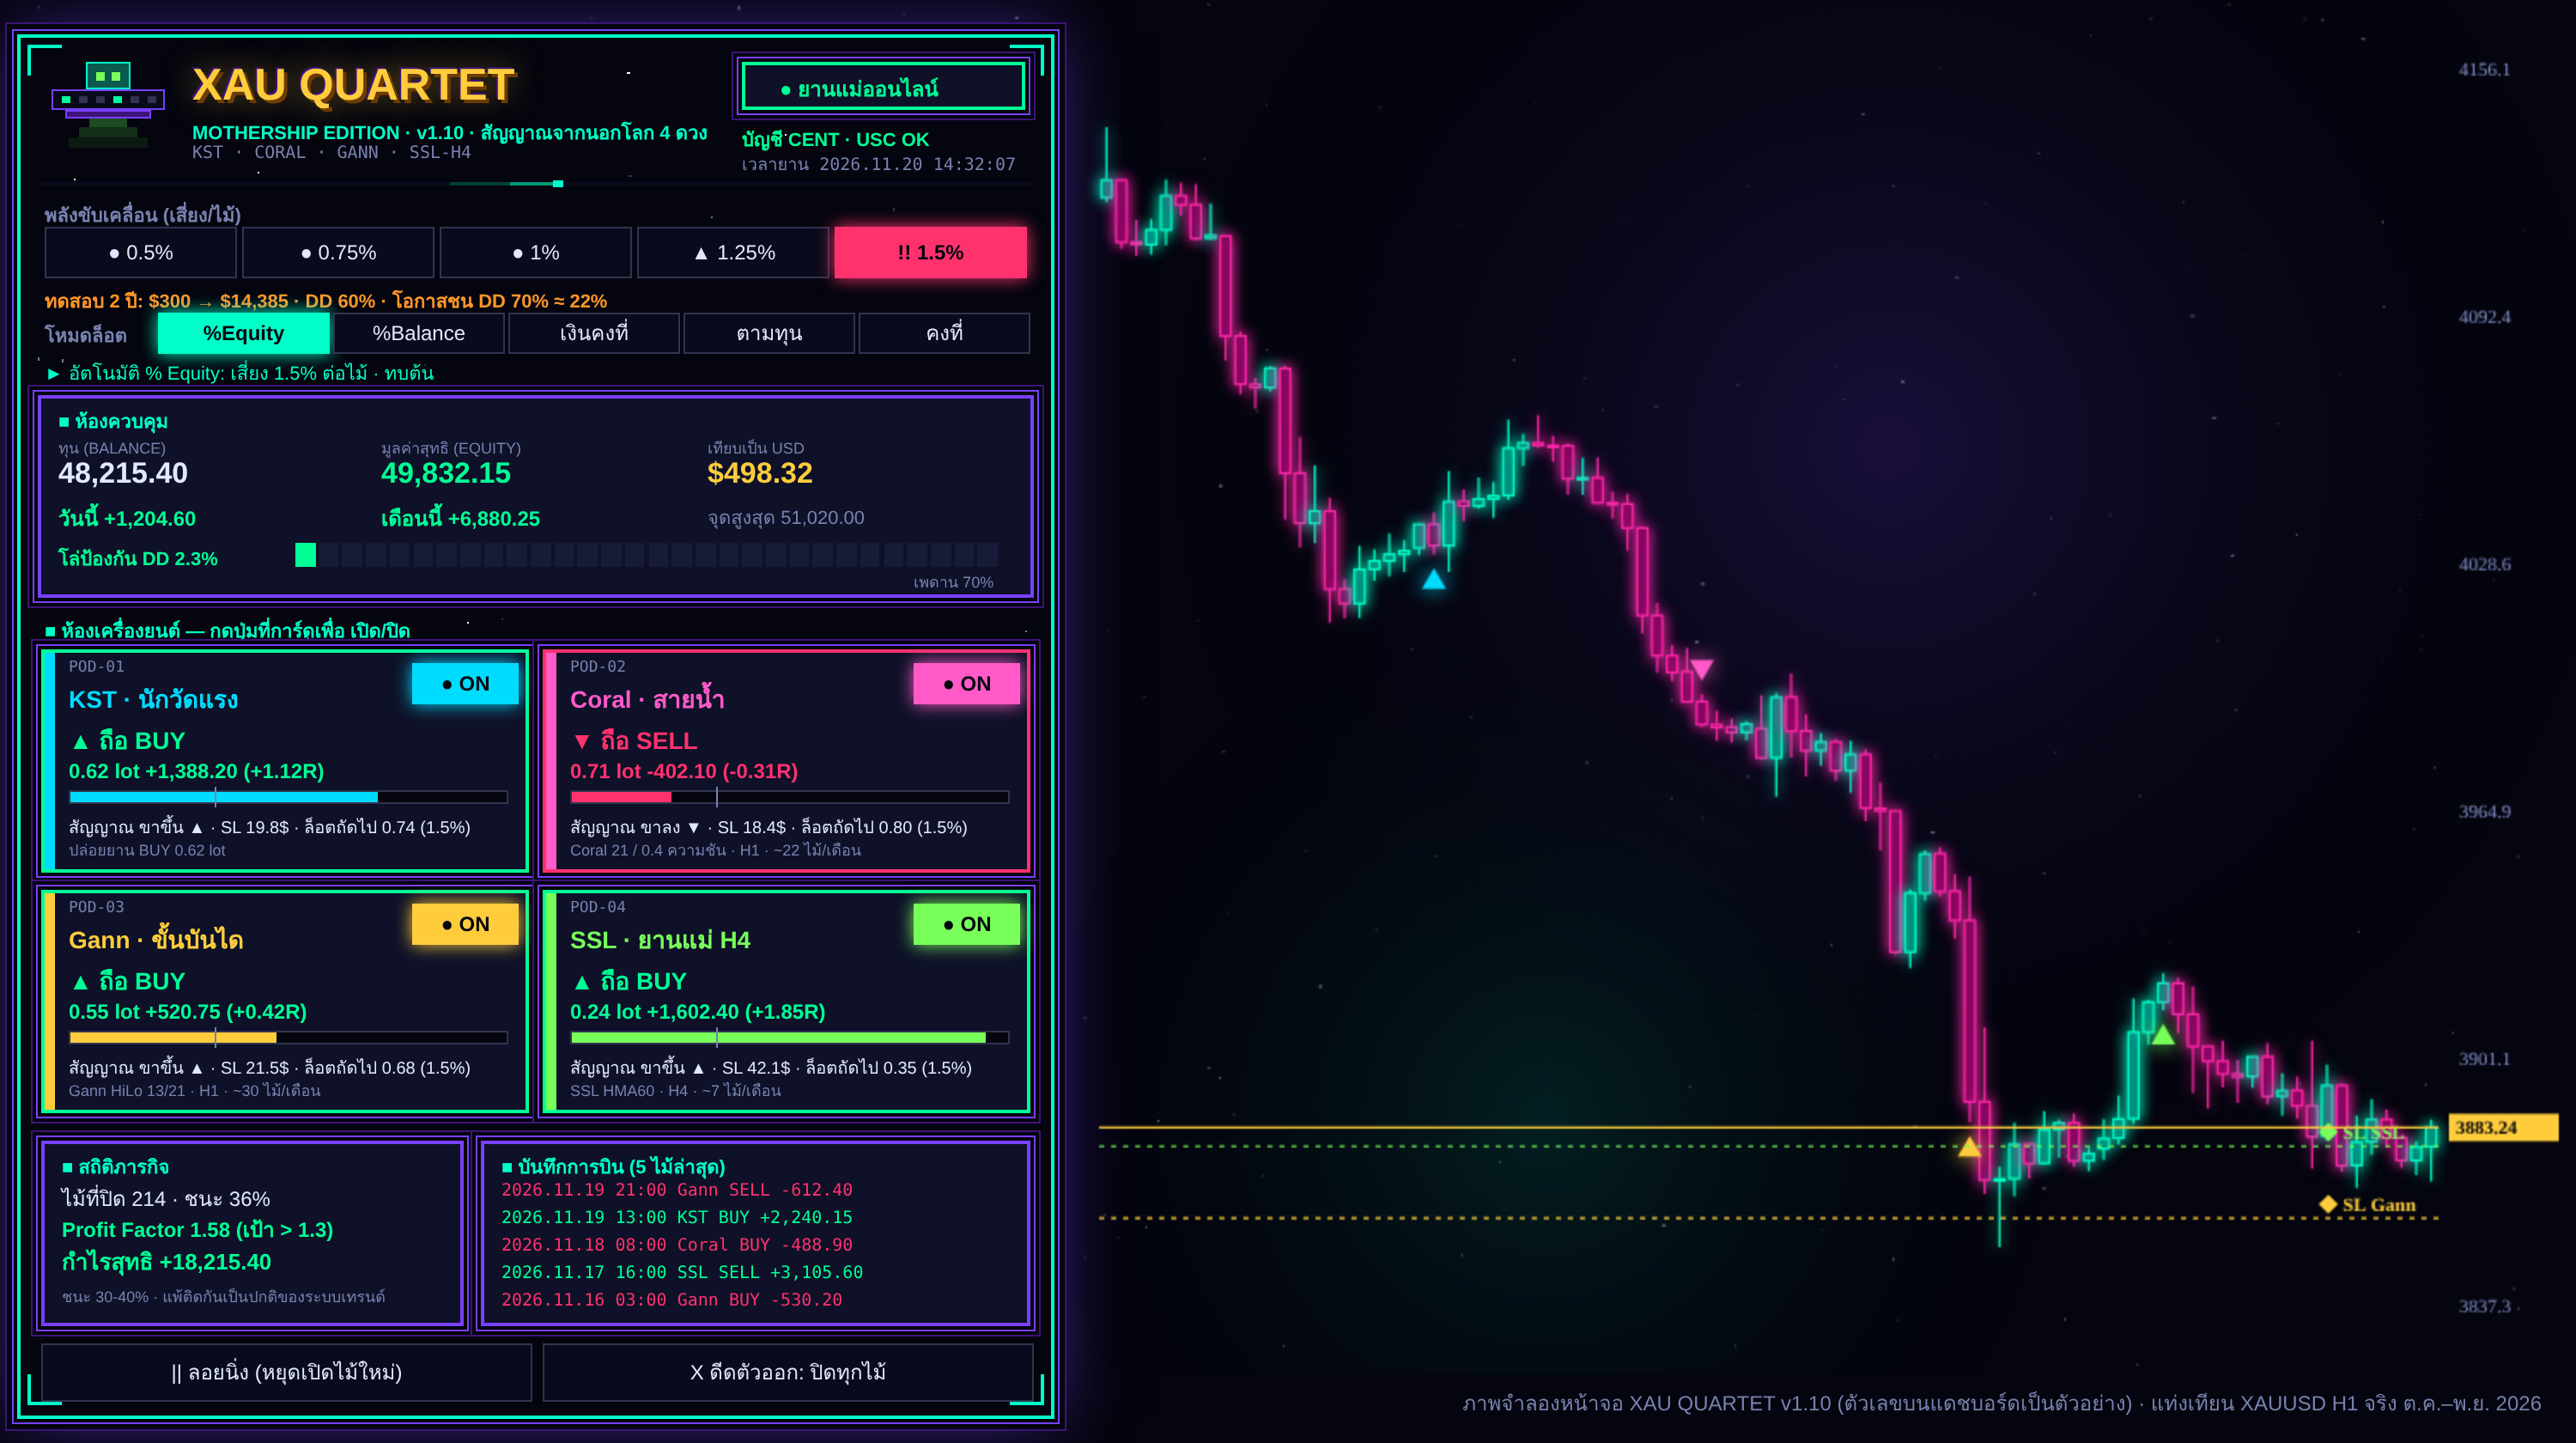 XAU QUARTET
MOTHERSHIP EDITION · v1.10 · สัญญาณจากนอกโลก 4 ดวง
KST · CORAL · GANN · SSL-H4
● ยานแม่ออนไลน์
บัญชี CENT · USC OK
เวลายาน 2026.11.20 14:32:07
พลังขับเคลื่อน (เสี่ยง/ไม้)
● 0.5%
● 0.75%
● 1%
▲ 1.25%
!! 1.5%
ทดสอบ 2 ปี: $300 → $14,385 · DD 60% · โอกาสชน DD 70% ≈ 22%
โหมดล็อต
%Equity
%Balance
เงินคงที่
ตามทุน
คงที่
► อัตโนมัติ % Equity: เสี่ยง 1.5% ต่อไม้ · ทบต้น
■ ห้องควบคุม
ทุน (BALANCE)
48,215.40
มูลค่าสุทธิ (EQUITY)
49,832.15
เทียบเป็น USD
$498.32
วันนี้ +1,204.60
เดือนนี้ +6,880.25
จุดสูงสุด 51,020.00
โล่ป้องกัน DD 2.3%
เพดาน 70%
■ ห้องเครื่องยนต์ — กดปุ่มที่การ์ดเพื่อ เปิด/ปิด
POD-01
● ON
KST · นักวัดแรง
▲ ถือ BUY
0.62 lot +1,388.20 (+1.12R)
สัญญาณ ขาขึ้น ▲ · SL 19.8$ · ล็อตถัดไป 0.74 (1.5%)
ปล่อยยาน BUY 0.62 lot
POD-02
● ON
Coral · สายน้ำ
▼ ถือ SELL
0.71 lot -402.10 (-0.31R)
สัญญาณ ขาลง ▼ · SL 18.4$ · ล็อตถัดไป 0.80 (1.5%)
Coral 21 / 0.4 ความชัน · H1 · ~22 ไม้/เดือน
POD-03
● ON
Gann · ขั้นบันได
▲ ถือ BUY
0.55 lot +520.75 (+0.42R)
สัญญาณ ขาขึ้น ▲ · SL 21.5$ · ล็อตถัดไป 0.68 (1.5%)
Gann HiLo 13/21 · H1 · ~30 ไม้/เดือน
POD-04
● ON
SSL · ยานแม่ H4
▲ ถือ BUY
0.24 lot +1,602.40 (+1.85R)
สัญญาณ ขาขึ้น ▲ · SL 42.1$ · ล็อตถัดไป 0.35 (1.5%)
SSL HMA60 · H4 · ~7 ไม้/เดือน
■ สถิติภารกิจ
ไม้ที่ปิด 214 · ชนะ 36%
Profit Factor 1.58 (เป้า > 1.3)
กำไรสุทธิ +18,215.40
ชนะ 30-40% · แพ้ติดกันเป็นปกติของระบบเทรนด์
■ บันทึกการบิน (5 ไม้ล่าสุด)
2026.11.19 21:00 Gann SELL -612.40
2026.11.19 13:00 KST BUY +2,240.15
2026.11.18 08:00 Coral BUY -488.90
2026.11.17 16:00 SSL SELL +3,105.60
2026.11.16 03:00 Gann BUY -530.20
|| ลอยนิ่ง (หยุดเปิดไม้ใหม่)
X ดีดตัวออก: ปิดทุกไม้
4156.1
4092.4
4028.6
3964.9
3901.1
3883.24
SL SSL
SL Gann
3837.3
ภาพจำลองหน้าจอ XAU QUARTET v1.10 (ตัวเลขบนแดชบอร์ดเป็นตัวอย่าง) · แท่งเทียน XAUUSD H1 จริง ต.ค.–พ.ย. 2026